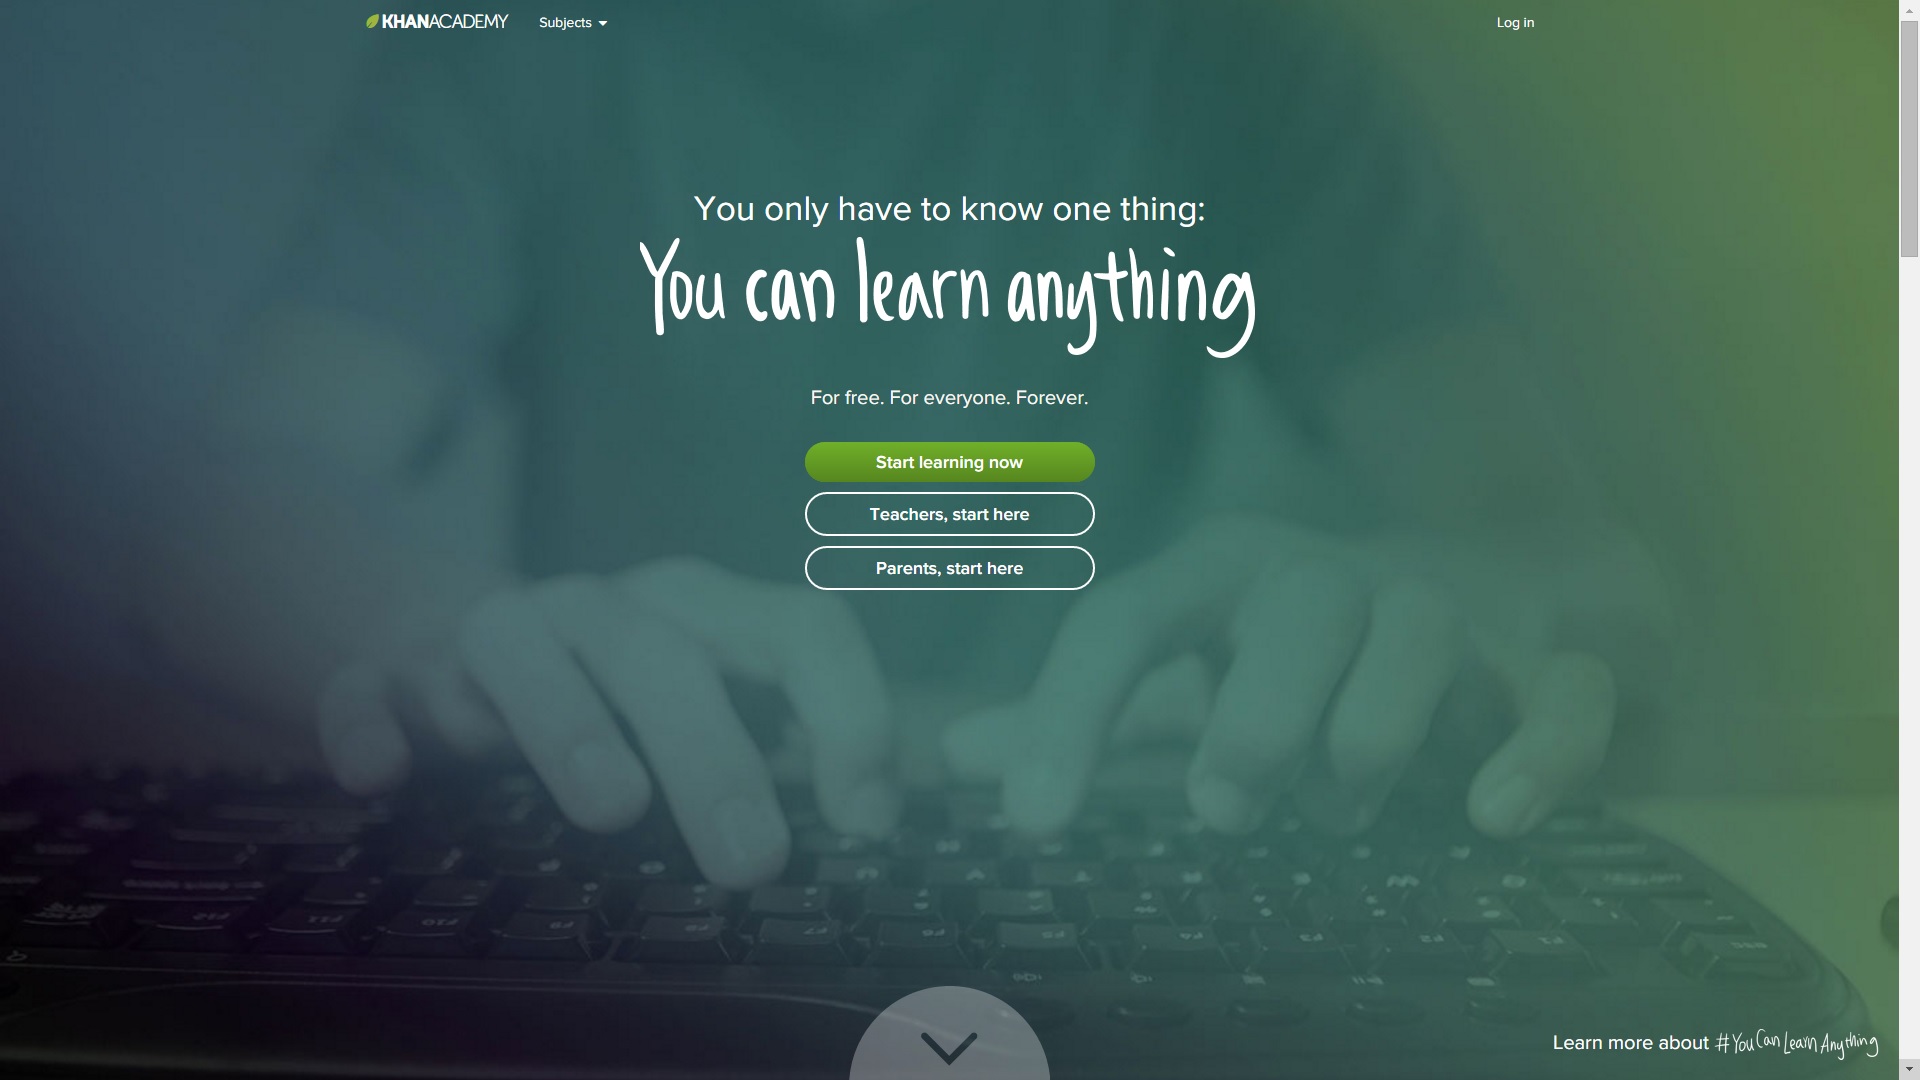 KHANACADEMY
Subjects
Log in
You only have to know one thing:
You can learn anything
For free. For everyone. Forever.
Start learning now
Teachers, start here
Parents, start here
Learn more about #YouCanLearnAnything